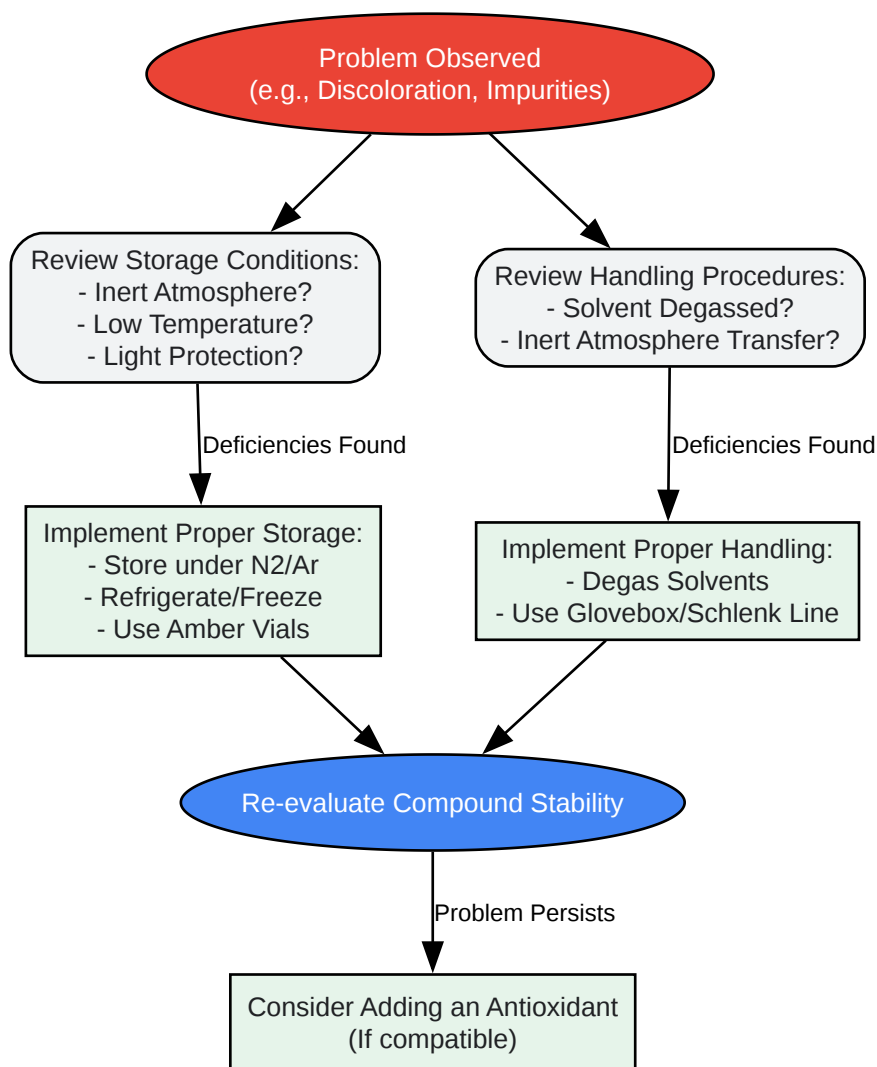 Problem Observed
(e.g., Discoloration, Impurities)
Review Storage Conditions:
- Inert Atmosphere?
- Low Temperature?
- Light Protection?
Review Handling Procedures:
- Solvent Degassed?
- Inert Atmosphere Transfer?
Deficiencies Found
Deficiencies Found
Implement Proper Storage:
- Store under N2/Ar
- Refrigerate/Freeze
- Use Amber Vials
Implement Proper Handling:
- Degas Solvents
- Use Glovebox/Schlenk Line
Re-evaluate Compound Stability
Problem Persists
Consider Adding an Antioxidant
(If compatible)